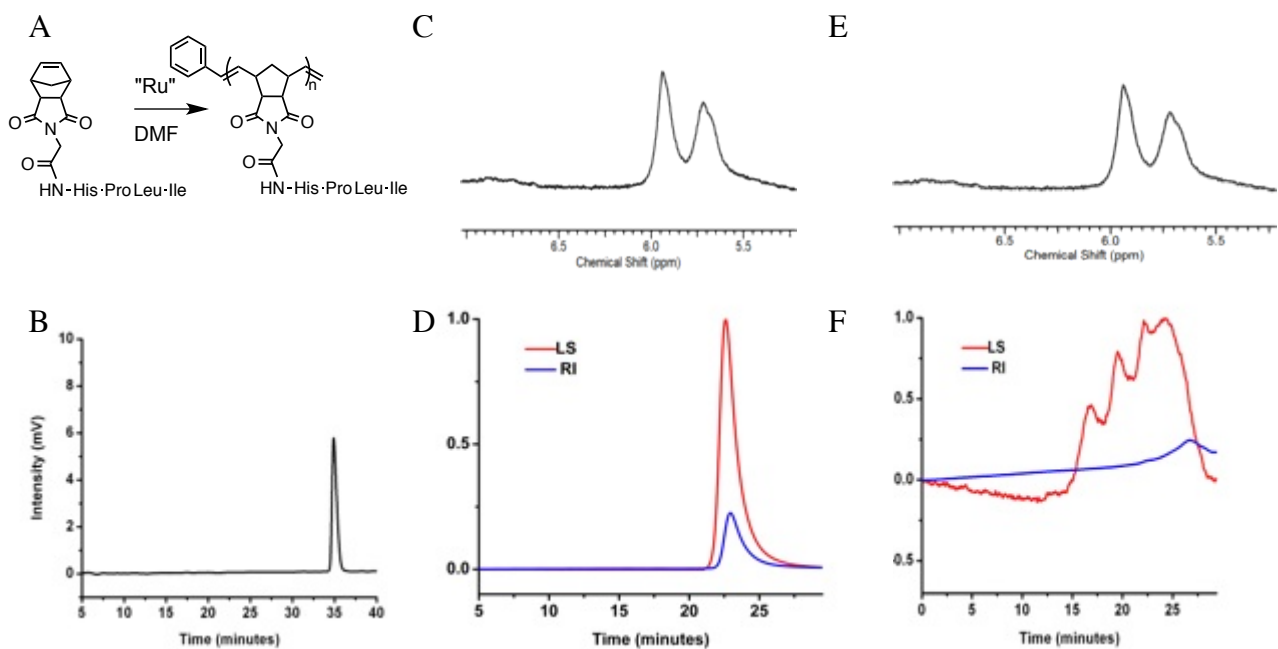 A
"Ru"
DMF
n
O
N
O
O
HN-His·Pro Leu·Ile
O
N
O
O
HN-His·Pro Leu·Ile
B
10
8
6
4
2
0
Intensity (mV)
5 10 15 20 25 30 35 40
Time (minutes)
C
6.5 6.0 5.5
Chemical Shift (ppm)
D
1.0
0.5
0.0
LS
RI
5 10 15 20 25
Time (minutes)
E
6.5 6.0 5.5
Chemical Shift (ppm)
F
1.0
0.5
0.0
-0.5
LS
RI
0 5 10 15 20 25
Time (minutes)